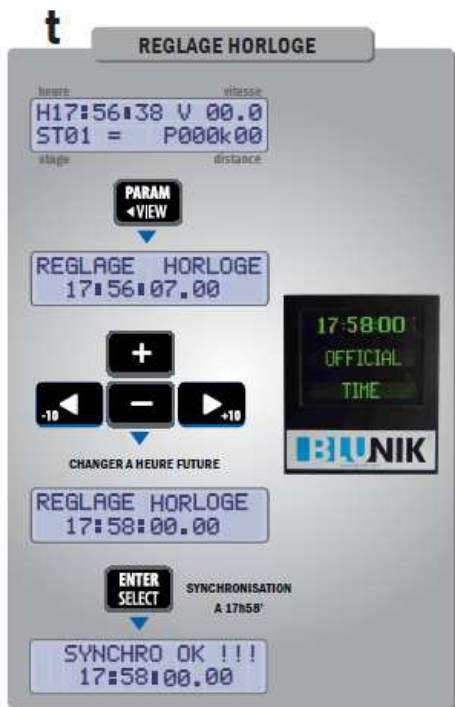 t
REGLAGE HORLOGE
heure vitesse
H17:56:38 V 00.0
ST01 = P000k00
stage distance
PARAM
◄VIEW
REGLAGE HORLOGE
17:56:07.00
+
-10 ◄ - ► +10
CHANGER A HEURE FUTURE
17:58:00
OFFICIAL
TIME
BLUNIK
REGLAGE HORLOGE
17:58:00.00
ENTER
SELECT
SYNCHRONISATION
A 17h58'
SYNCHRO OK !!!
17:58:00.00